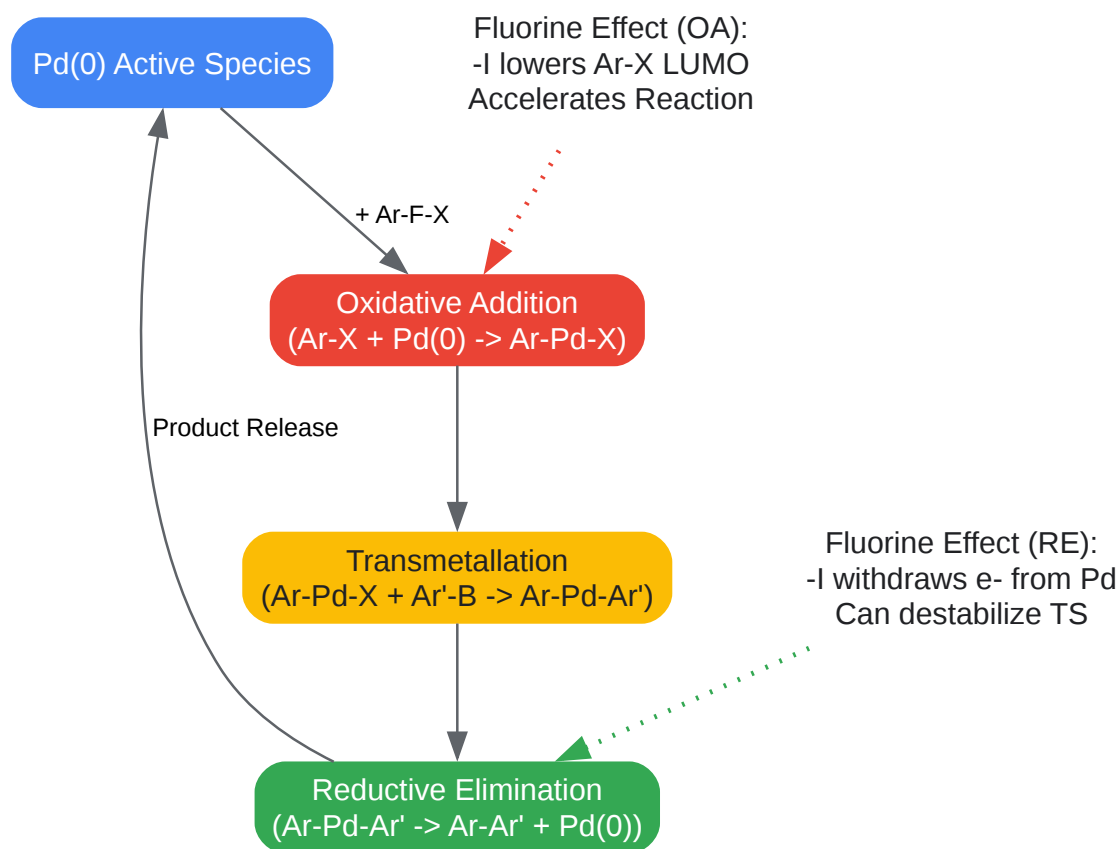 Fluorine Effect (OA):
-I lowers Ar-X LUMO
Accelerates Reaction
Pd(0) Active Species
+ Ar-F-X
Oxidative Addition
(Ar-X + Pd(0) -> Ar-Pd-X)
Product Release
Transmetallation
(Ar-Pd-X + Ar'-B -> Ar-Pd-Ar')
Fluorine Effect (RE):
-I withdraws e- from Pd
Can destabilize TS
Reductive Elimination
(Ar-Pd-Ar' -> Ar-Ar' + Pd(0))